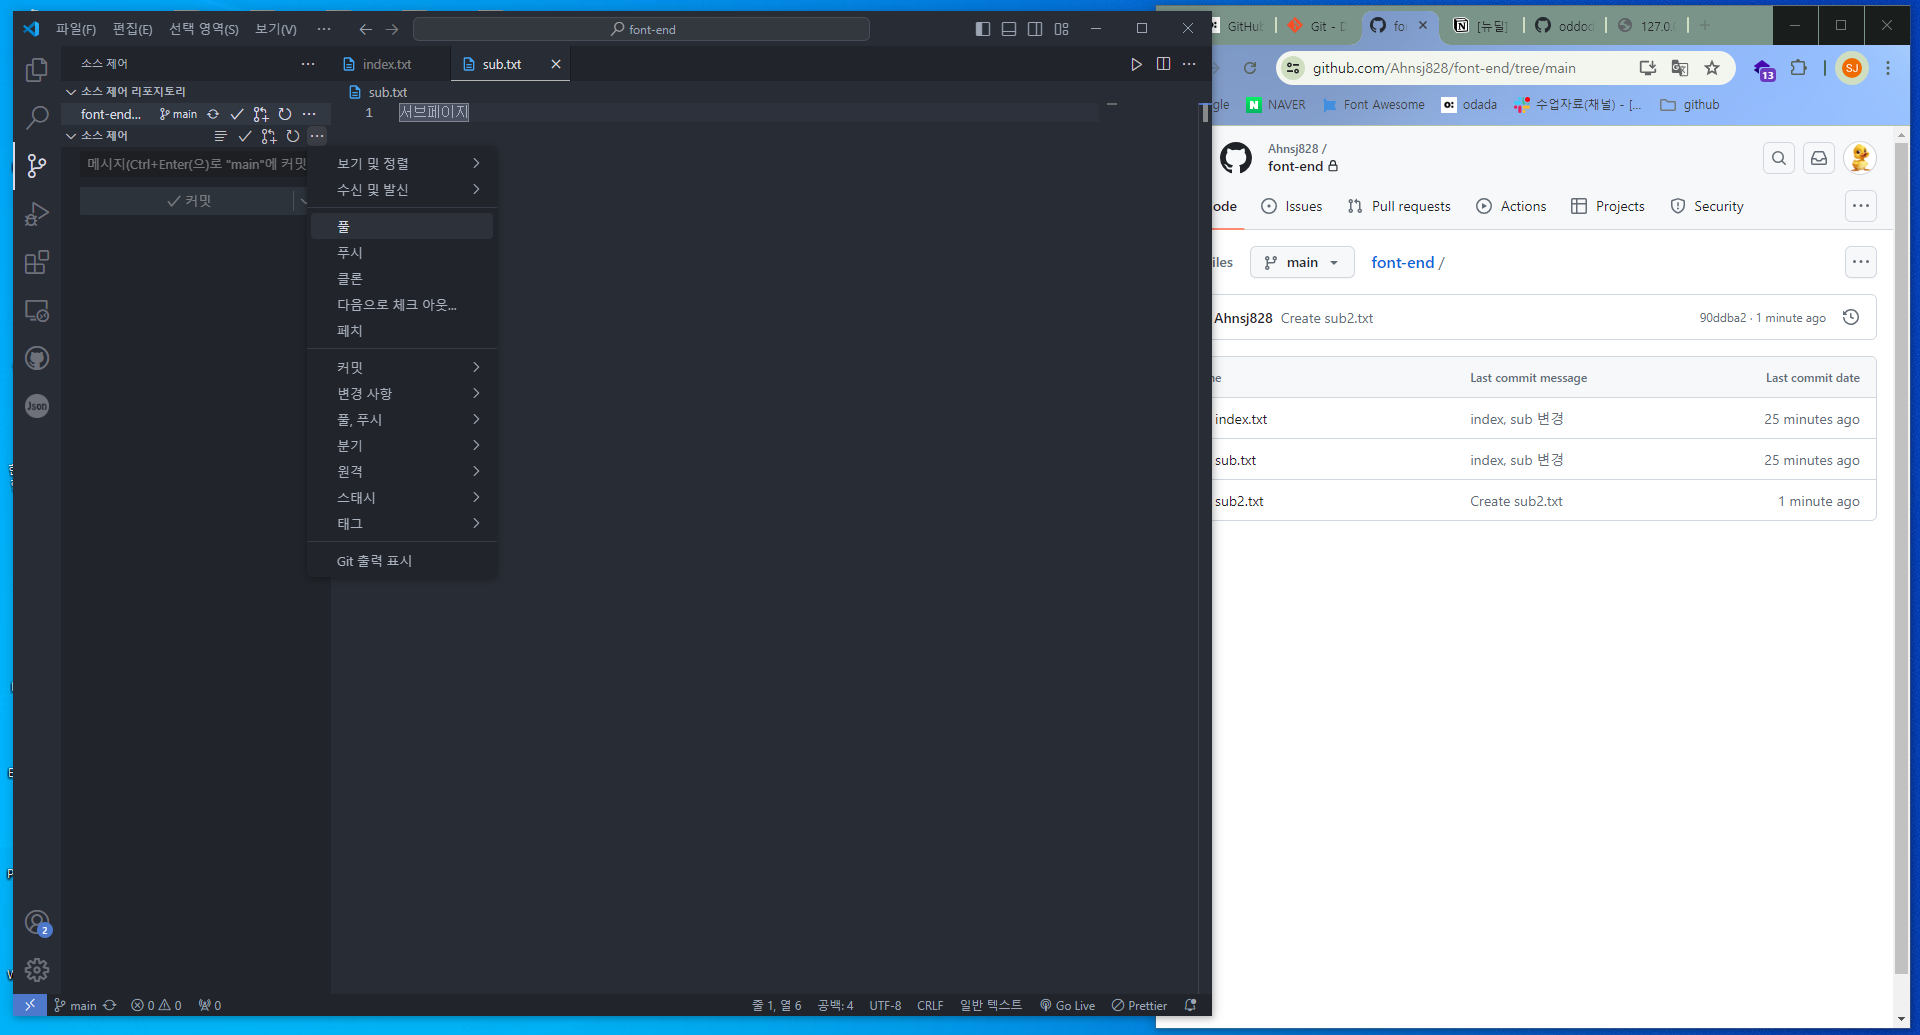 파일(F) 편집(E) 선택 영역(S) 보기(V) ··· font-end
소스 제어 ···
index.txt sub.txt
소스 제어 리포지토리
sub.txt
font-end... main ···
1 서브페이지
소스 제어 ···
메시지(Ctrl+Enter(으)로 "main"에 커밋
커밋
보기 및 정렬
수신 및 발신
풀
푸시
클론
다음으로 체크 아웃...
페치
커밋
변경 사항
풀, 푸시
분기
원격
스태시
태그
Git 출력 표시
Json
2
main 0 0 0
줄 1, 열 6 공백: 4 UTF-8 CRLF 일반 텍스트 Go Live Prettier
GitHub Git - D fo [뉴딜] oddod 127.0.
github.com/Ahnsj828/font-end/tree/main 13 SJ
gle NAVER Font Awesome odada 수업자료(채널) - [... github
Ahnsj828 /
font-end
ode Issues Pull requests Actions Projects Security ···
iles main font-end / ···
Ahnsj828 Create sub2.txt 90ddba2 · 1 minute ago
me Last commit message Last commit date
index.txt index, sub 변경 25 minutes ago
sub.txt index, sub 변경 25 minutes ago
sub2.txt Create sub2.txt 1 minute ago